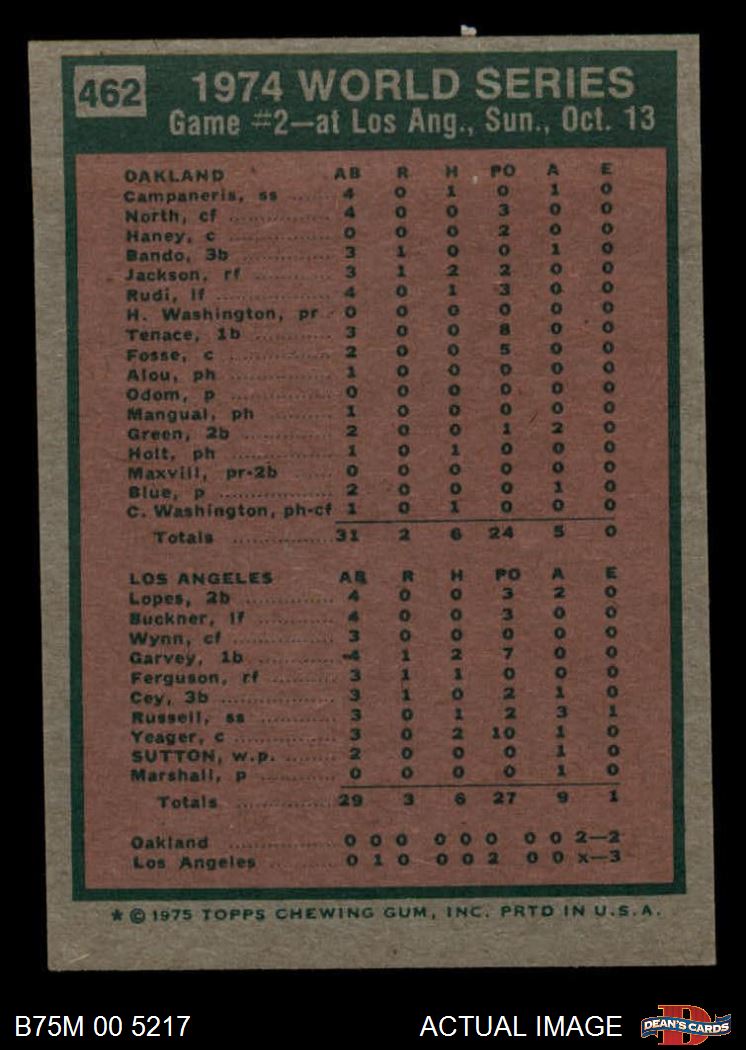 462
1974 WORLD SERIES
Game #2—at Los Ang., Sun., Oct. 13
OAKLAND AB R H PO A E
Campaneris, ss 4 0 1 0 1 0
North, cf 4 0 0 3 0 0
Haney, c 0 0 0 2 0 0
Bando, 3b 3 1 0 0 1 0
Jackson, rf 3 1 2 2 0 0
Rudi, lf 4 0 1 3 0 0
H. Washington, pr 0 0 0 0 0 0
Tenace, 1b 3 0 0 8 0 0
Fosse, c 2 0 0 5 0 0
Alou, ph 1 0 0 0 0 0
Odom, p 0 0 0 0 0 0
Mangual, ph 1 0 0 0 0 0
Green, 2b 2 0 0 1 2 0
Holt, ph 1 0 1 0 0 0
Maxvill, pr-2b 0 0 0 0 0 0
Blue, p 2 0 0 0 1 0
C. Washington, ph-cf 1 0 1 0 0 0
Totals 31 2 6 24 5 0
LOS ANGELES AB R H PO A E
Lopes, 2b 4 0 0 3 2 0
Buckner, lf 4 0 0 3 0 0
Wynn, cf 3 0 0 0 0 0
Garvey, 1b 4 1 2 7 0 0
Ferguson, rf 3 1 1 0 0 0
Cey, 3b 3 1 0 2 1 0
Russell, ss 3 0 1 2 3 1
Yeager, c 3 0 2 10 1 0
SUTTON, w.p. 2 0 0 0 1 0
Marshall, p 0 0 0 0 1 0
Totals 29 3 6 27 9 1
Oakland 0 0 0 0 0 0 0 0 2—2
Los Angeles 0 1 0 0 0 2 0 0 x—3
* © 1975 TOPPS CHEWING GUM, INC. PRTD IN U.S.A.
B75M 00 5217 ACTUAL IMAGE DEAN'S CARDS